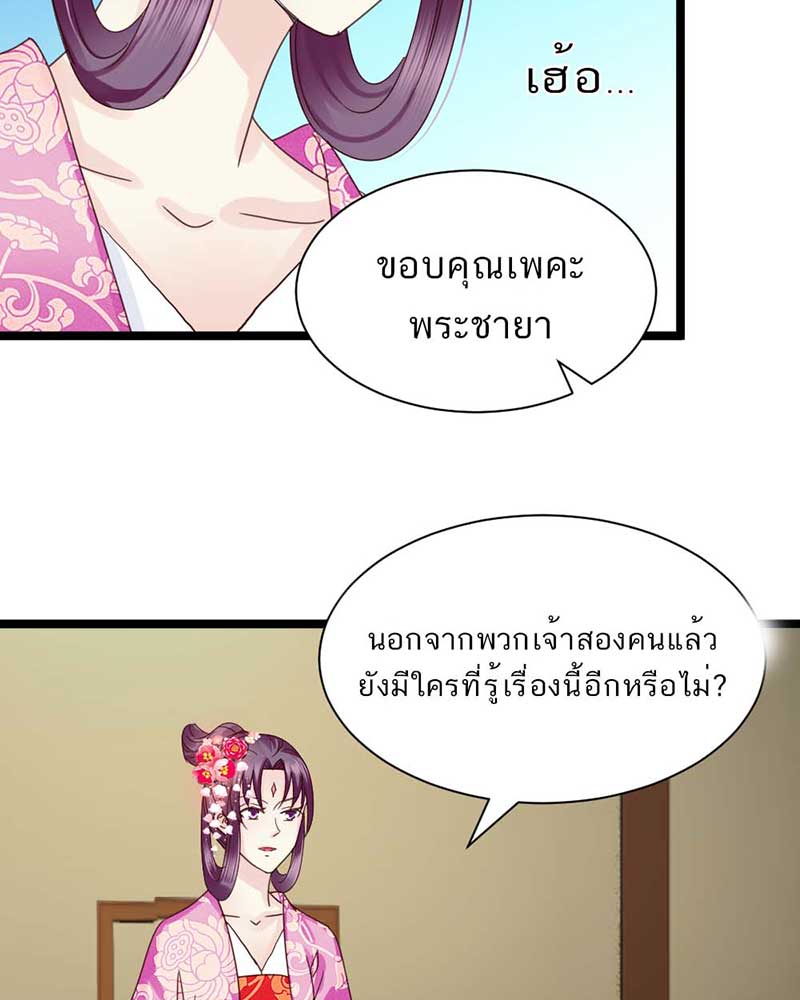 เฮ้อ...
ขอบคุณเพคะ
พระชายา
นอกจากพวกเจ้าสองคนแล้ว
ยังมีใครที่รู้เรื่องนี้อีกหรือไม่?